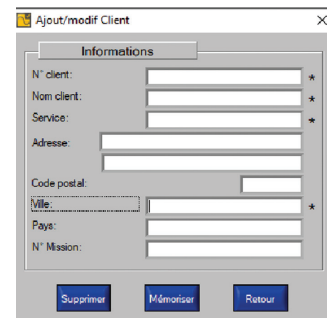 Ajout/modif Client
Informations
N° client: *
Nom client: *
Service: *
Adresse:
Code postal:
Ville: *
Pays:
N° Mission:
Supprimer Mémoriser Retour